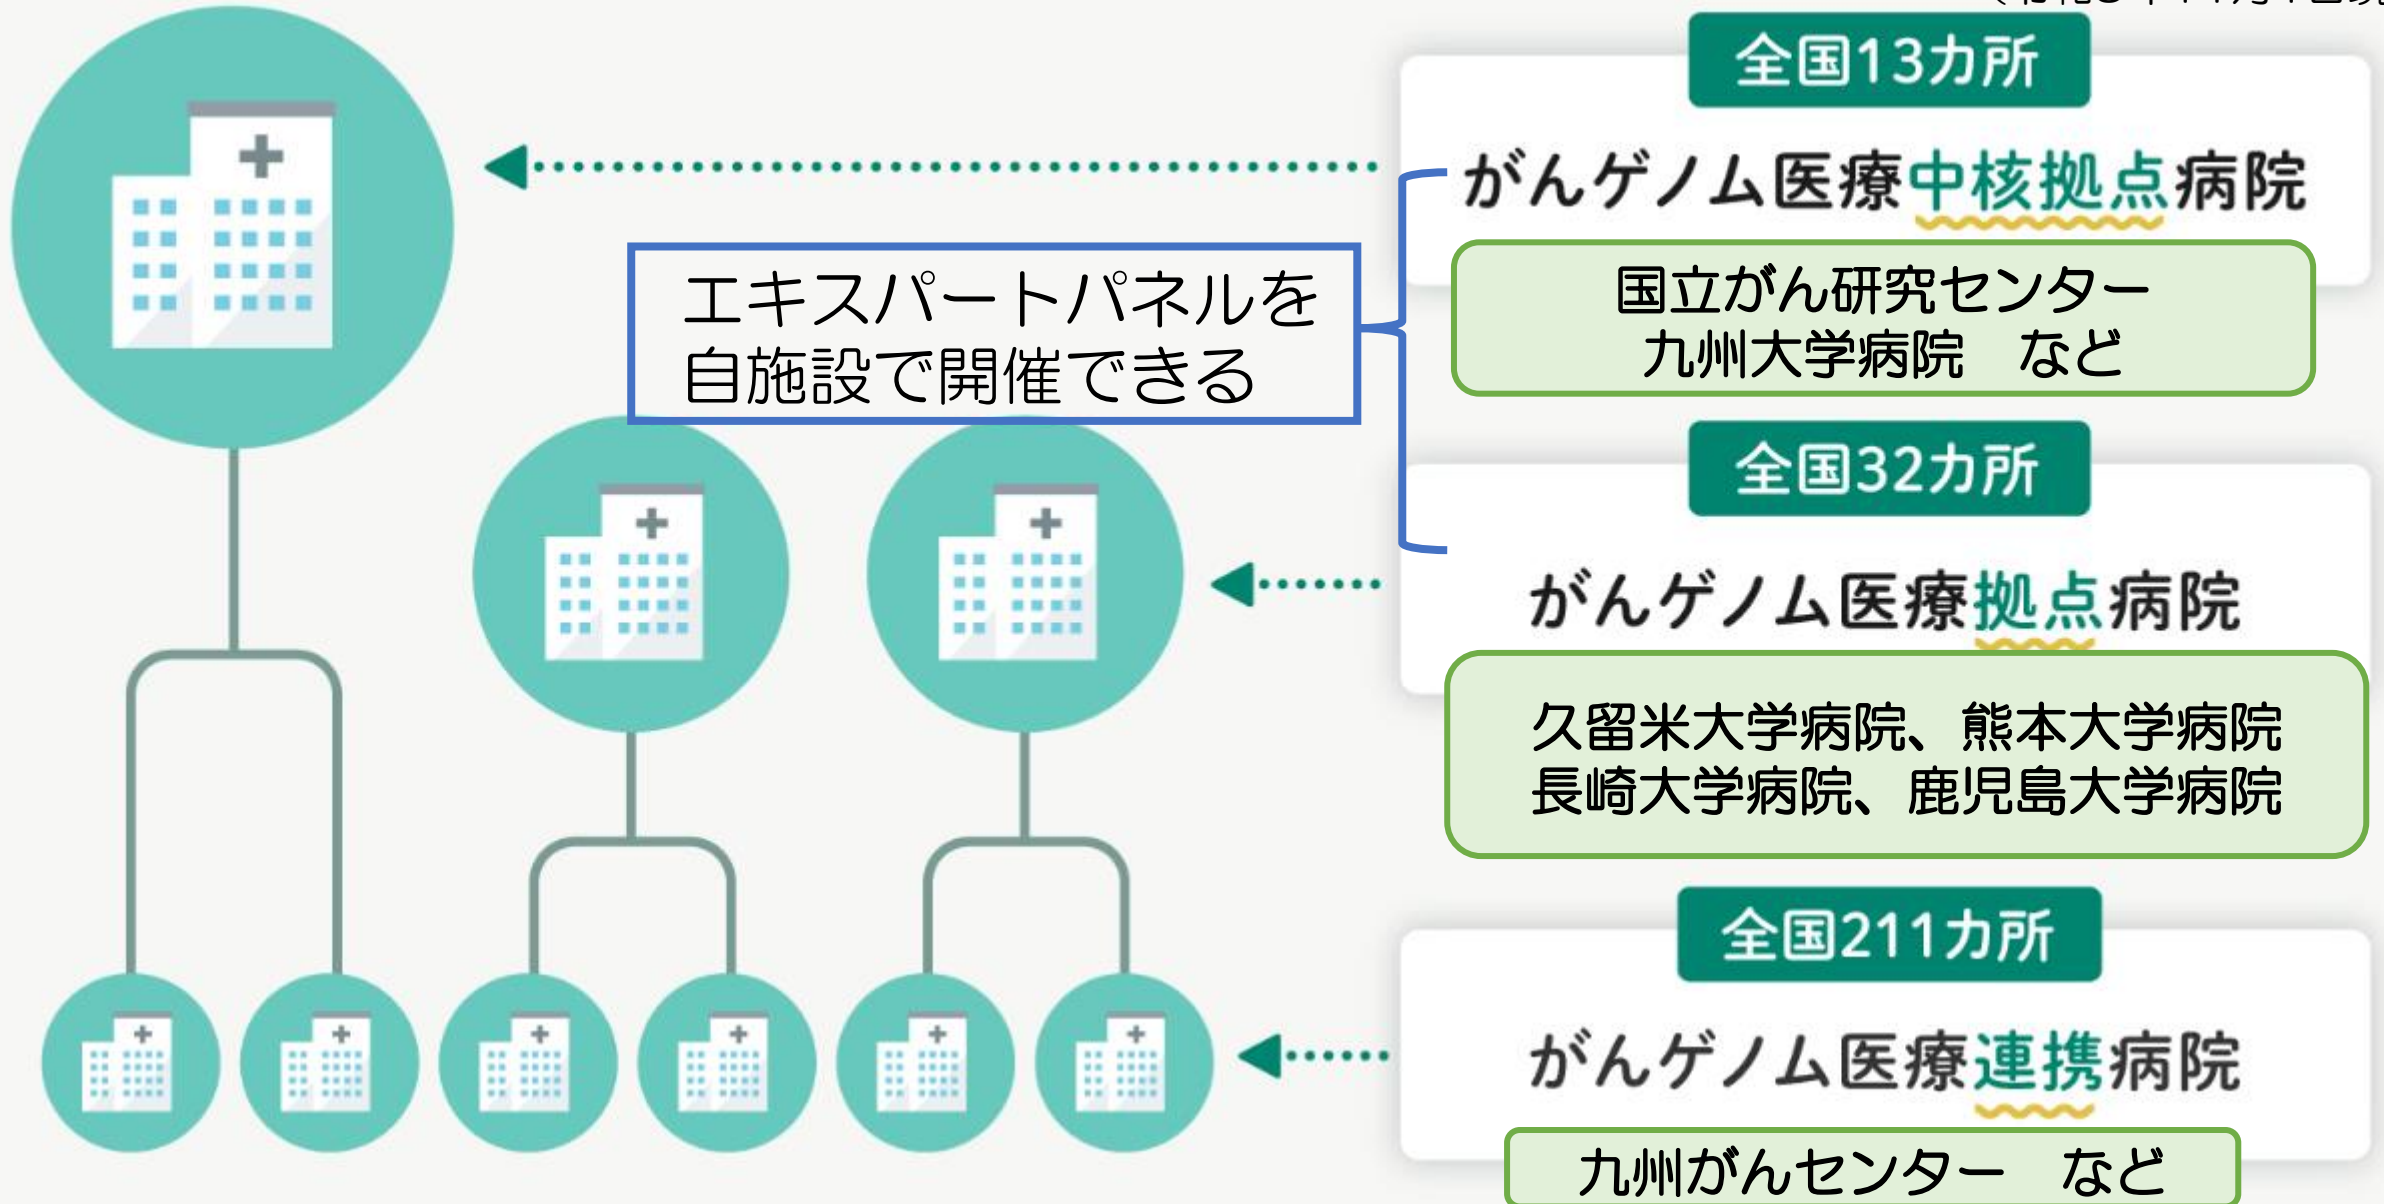 全国13カ所
がんゲノム医療中核拠点病院
エキスパートパネルを
自施設で開催できる
国立がん研究センター
九州大学病院　など
全国32カ所
がんゲノム医療拠点病院
久留米大学病院、熊本大学病院
長崎大学病院、鹿児島大学病院
全国211カ所
がんゲノム医療連携病院
九州がんセンター　など